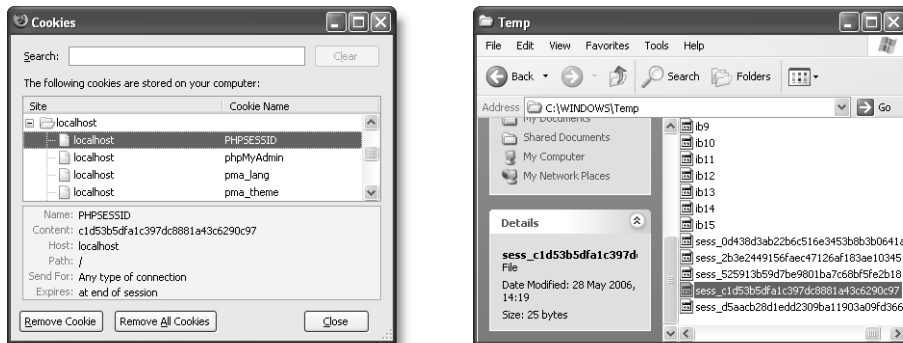 Cookies
Search:
Clear
The following cookies are stored on your computer:
Site Cookie Name
localhost
localhost PHPSESSID
localhost phpMyAdmin
localhost pma_lang
localhost pma_theme
Name: PHPSESSID
Content: c1d53b5dfa1c397dc8881a43c6290c97
Host: localhost
Path: /
Send For: Any type of connection
Expires: at end of session
Remove Cookie Remove All Cookies Close
Temp
File Edit View Favorites Tools Help
Back Search Folders
Address C:\WINDOWS\Temp Go
My Documents
Shared Documents
My Computer
My Network Places
Details
sess_c1d53b5dfa1c397d
File
Date Modified: 28 May 2006,
14:19
Size: 25 bytes
ib9
ib10
ib11
ib12
ib13
ib14
ib15
sess_0d438d3ab22b6c516e3453b8b3b0641a
sess_2b3e2449156faec47126af183ae10345
sess_525913b59d7be9801ba7c68bf5fe2b18
sess_c1d53b5dfa1c397dc8881a43c6290c97
sess_d5aacb28d1edd2309ba11903a09fd366